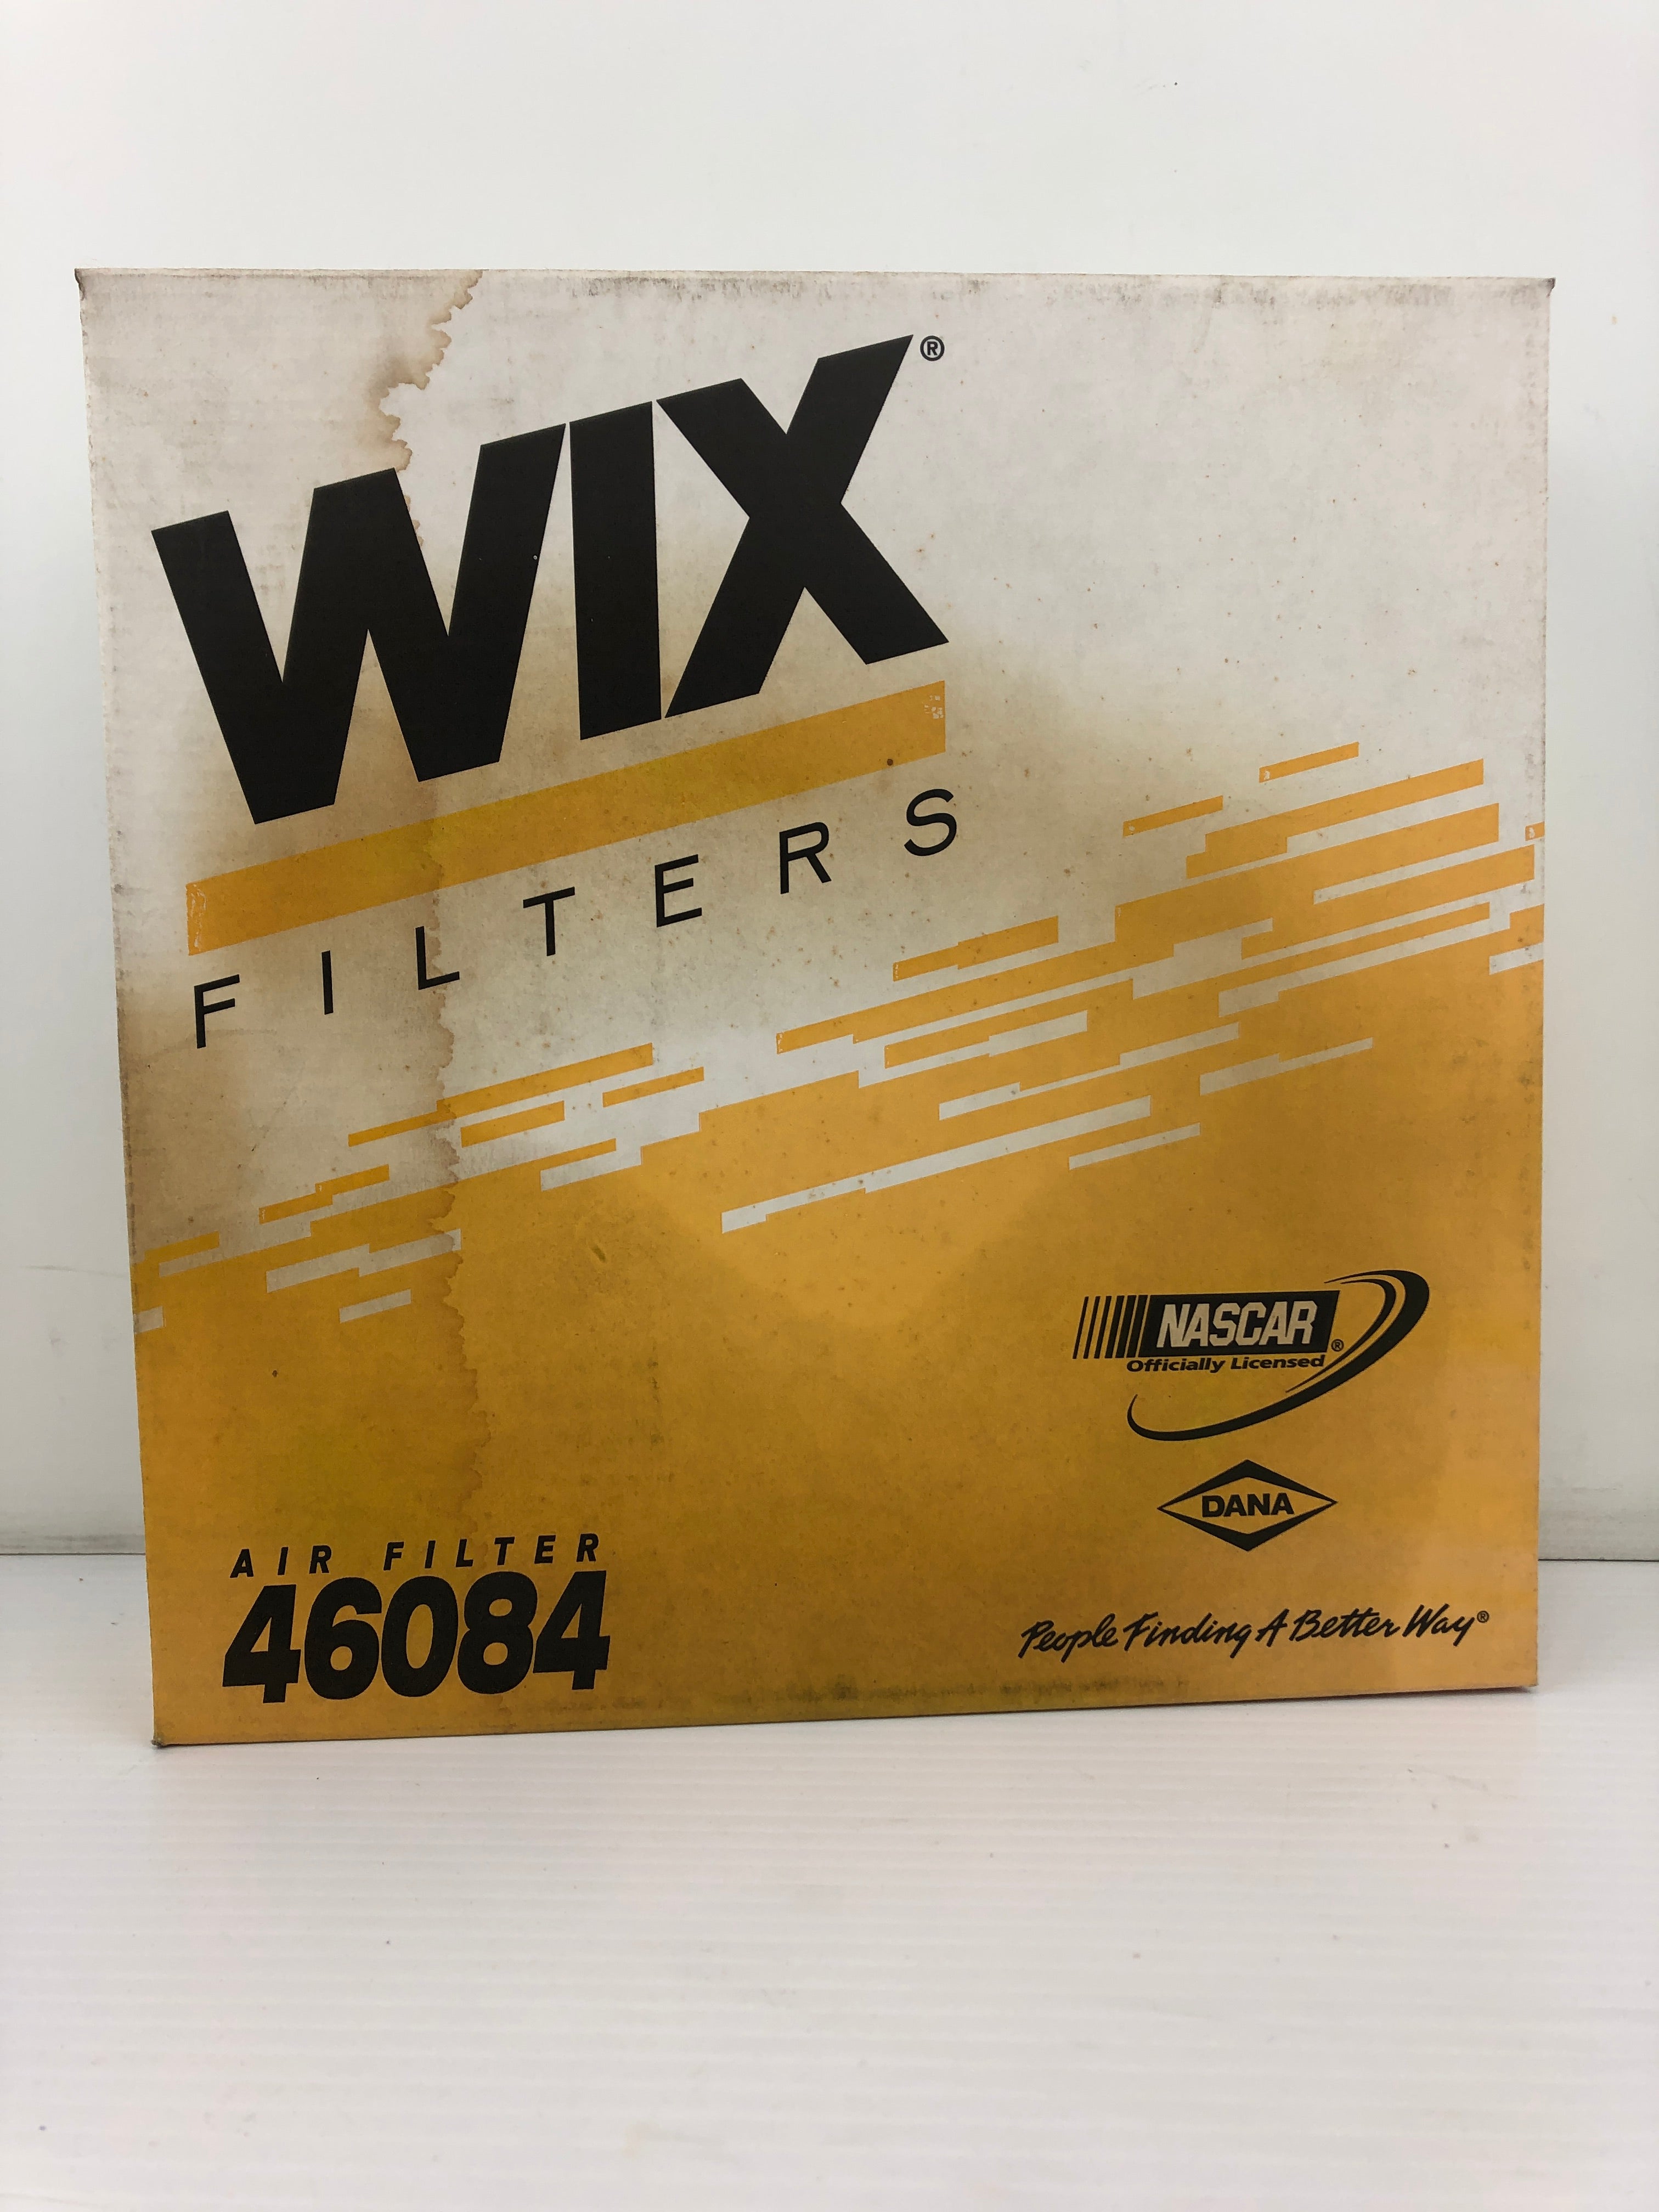 WIX®
FILTERS
NASCAR®
Officially Licensed
DANA
AIR FILTER
46084
People Finding A Better Way®